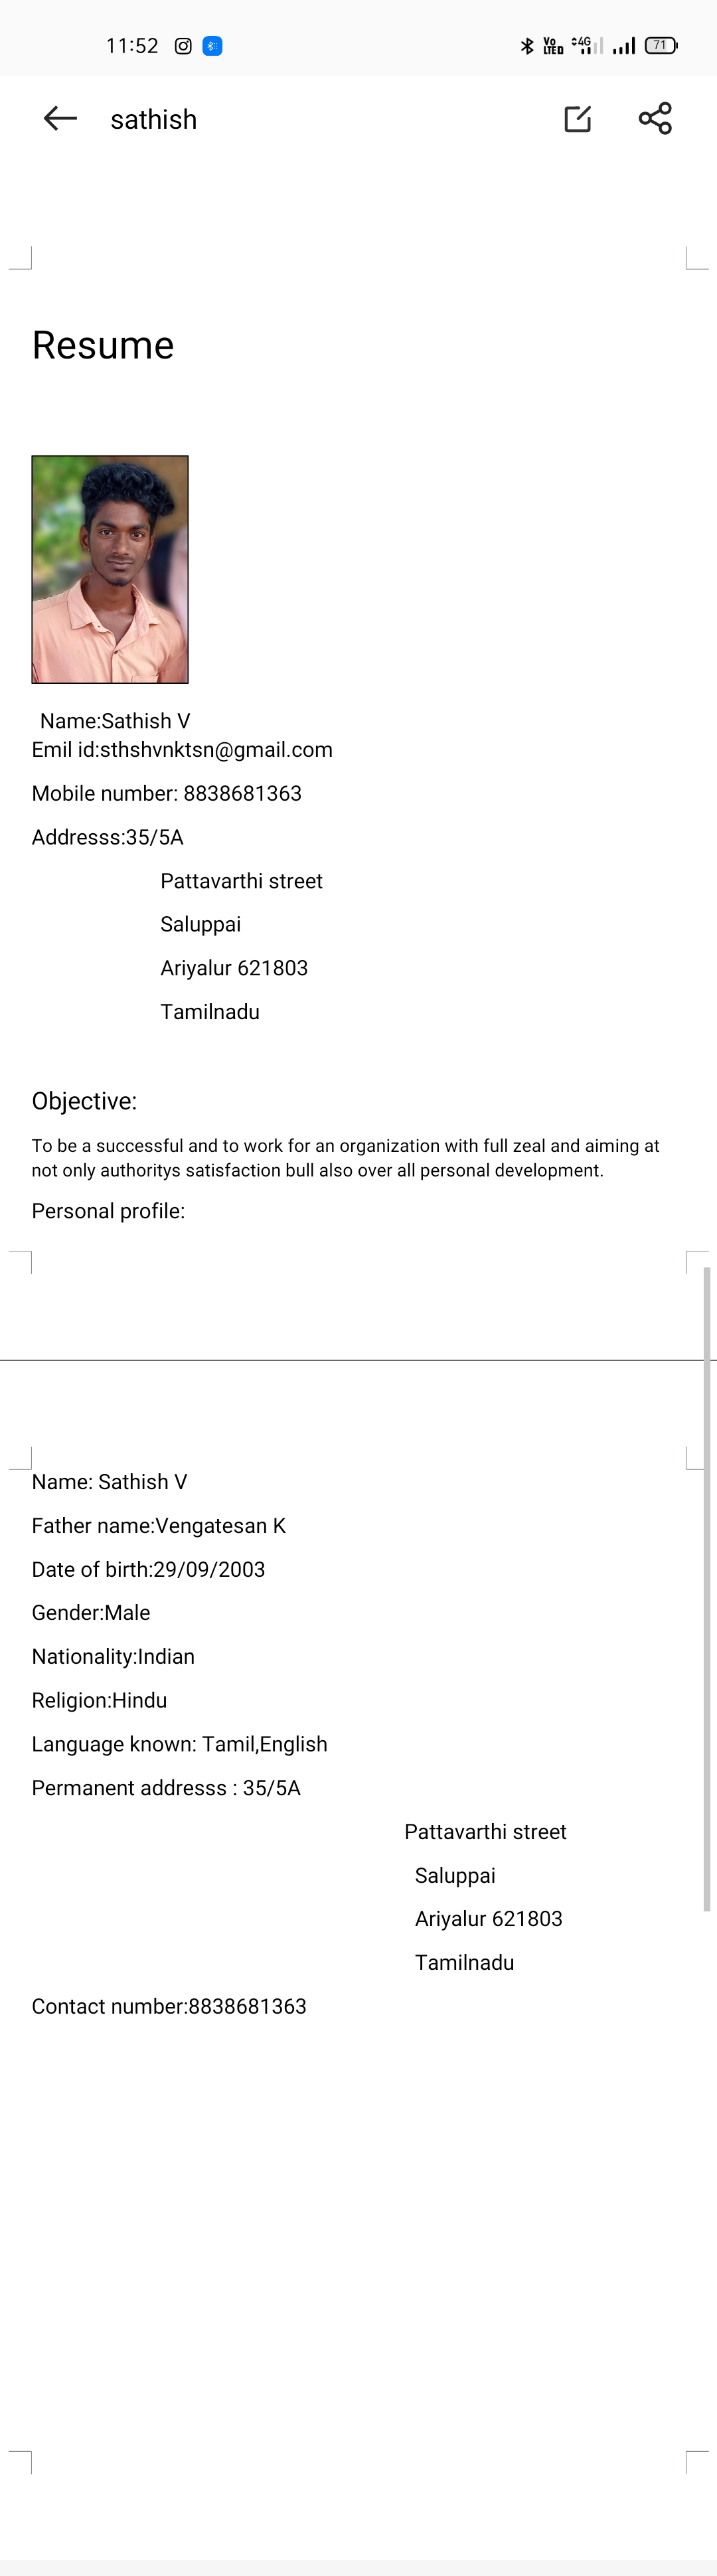 11:52 Vo LTED 4G 71
sathish
Resume
Name:Sathish V
Emil id:sthshvnktsn@gmail.com
Mobile number: 8838681363
Addresss:35/5A
Pattavarthi street
Saluppai
Ariyalur 621803
Tamilnadu
Objective:
To be a successful and to work for an organization with full zeal and aiming at
not only authoritys satisfaction bull also over all personal development.
Personal profile:
Name: Sathish V
Father name:Vengatesan K
Date of birth:29/09/2003
Gender:Male
Nationality:Indian
Religion:Hindu
Language known: Tamil,English
Permanent addresss : 35/5A
Pattavarthi street
Saluppai
Ariyalur 621803
Tamilnadu
Contact number:8838681363